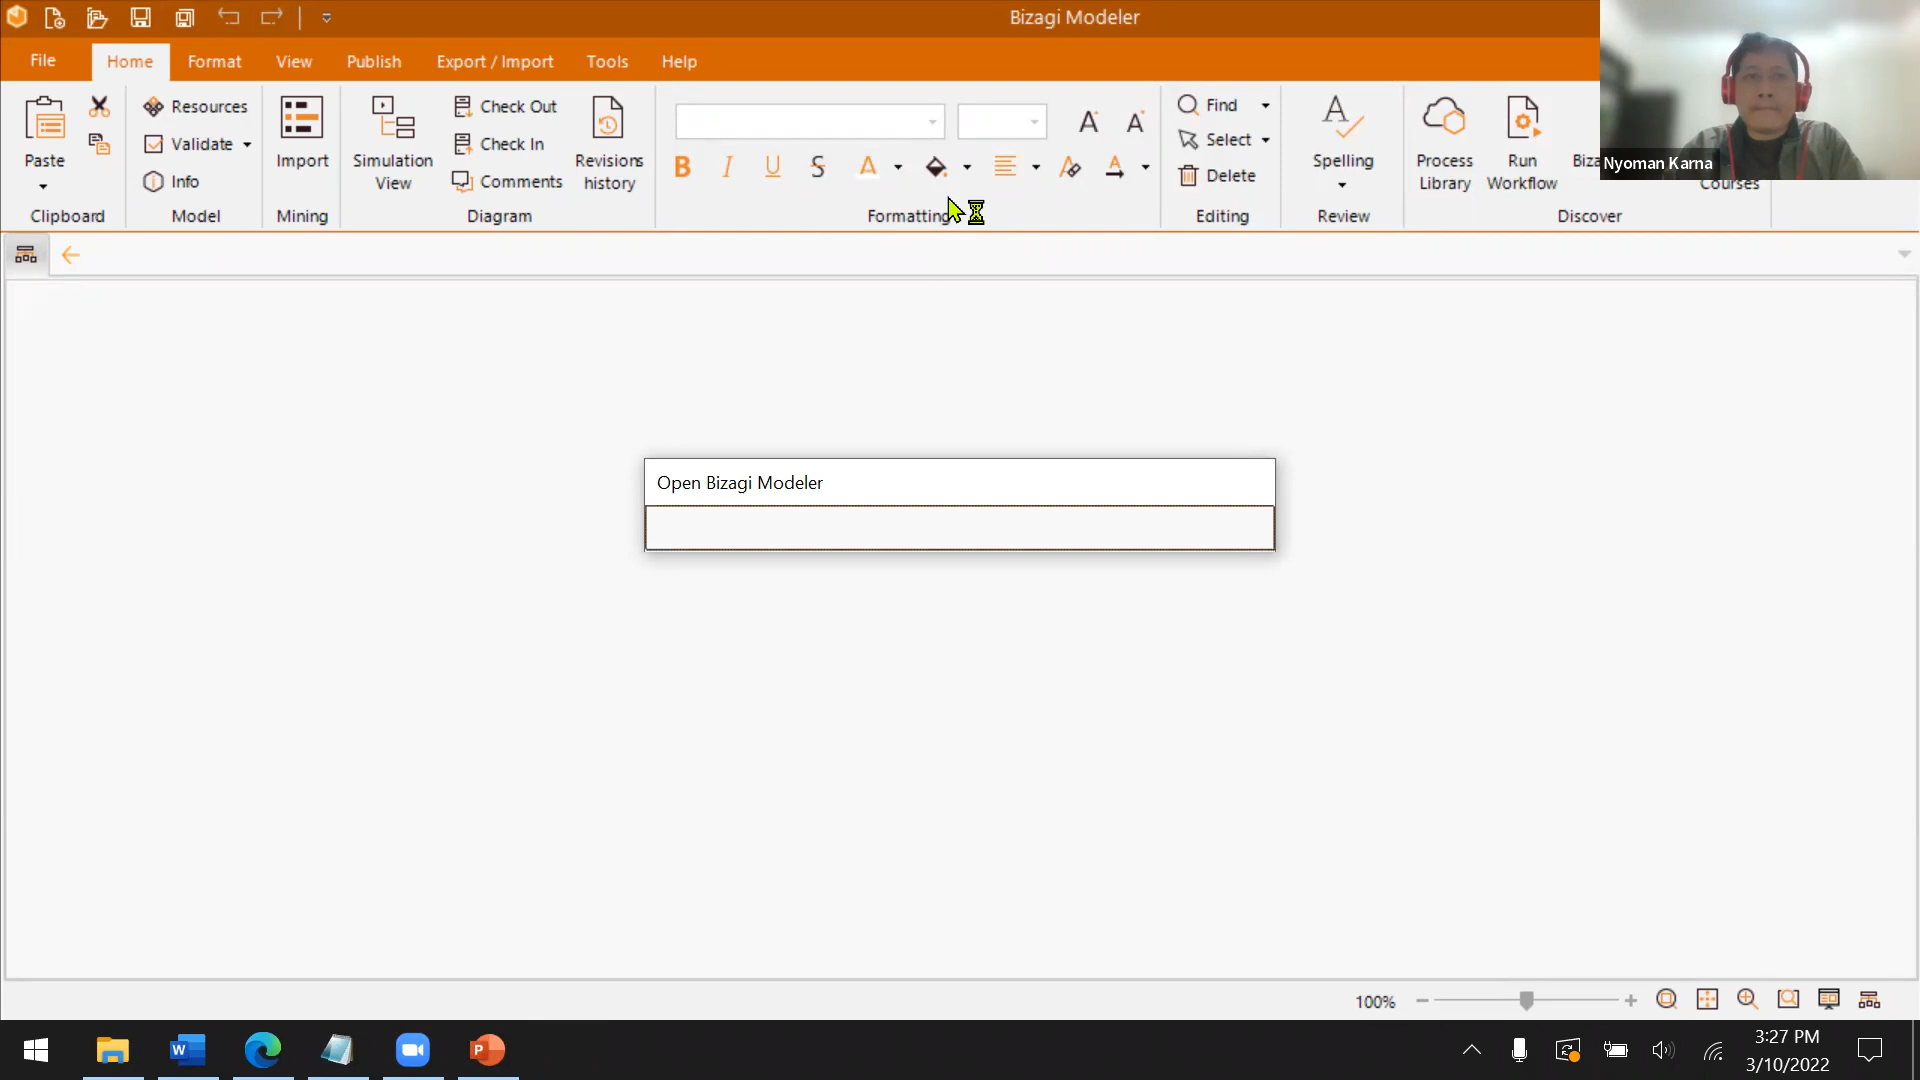 Bizagi Modeler
File Home Format View Publish Export / Import Tools Help
Paste
Clipboard
Resources
Validate
Info
Model
Import
Mining
Simulation
View
Check Out
Check In
Comments
Revisions
history
Diagram
Formatting
Find
Select
Delete
Editing
Spelling
Review
Process
Library
Run
Workflow
Courses
Discover
Nyoman Karna
Open Bizagi Modeler
100%
3:27 PM
3/10/2022